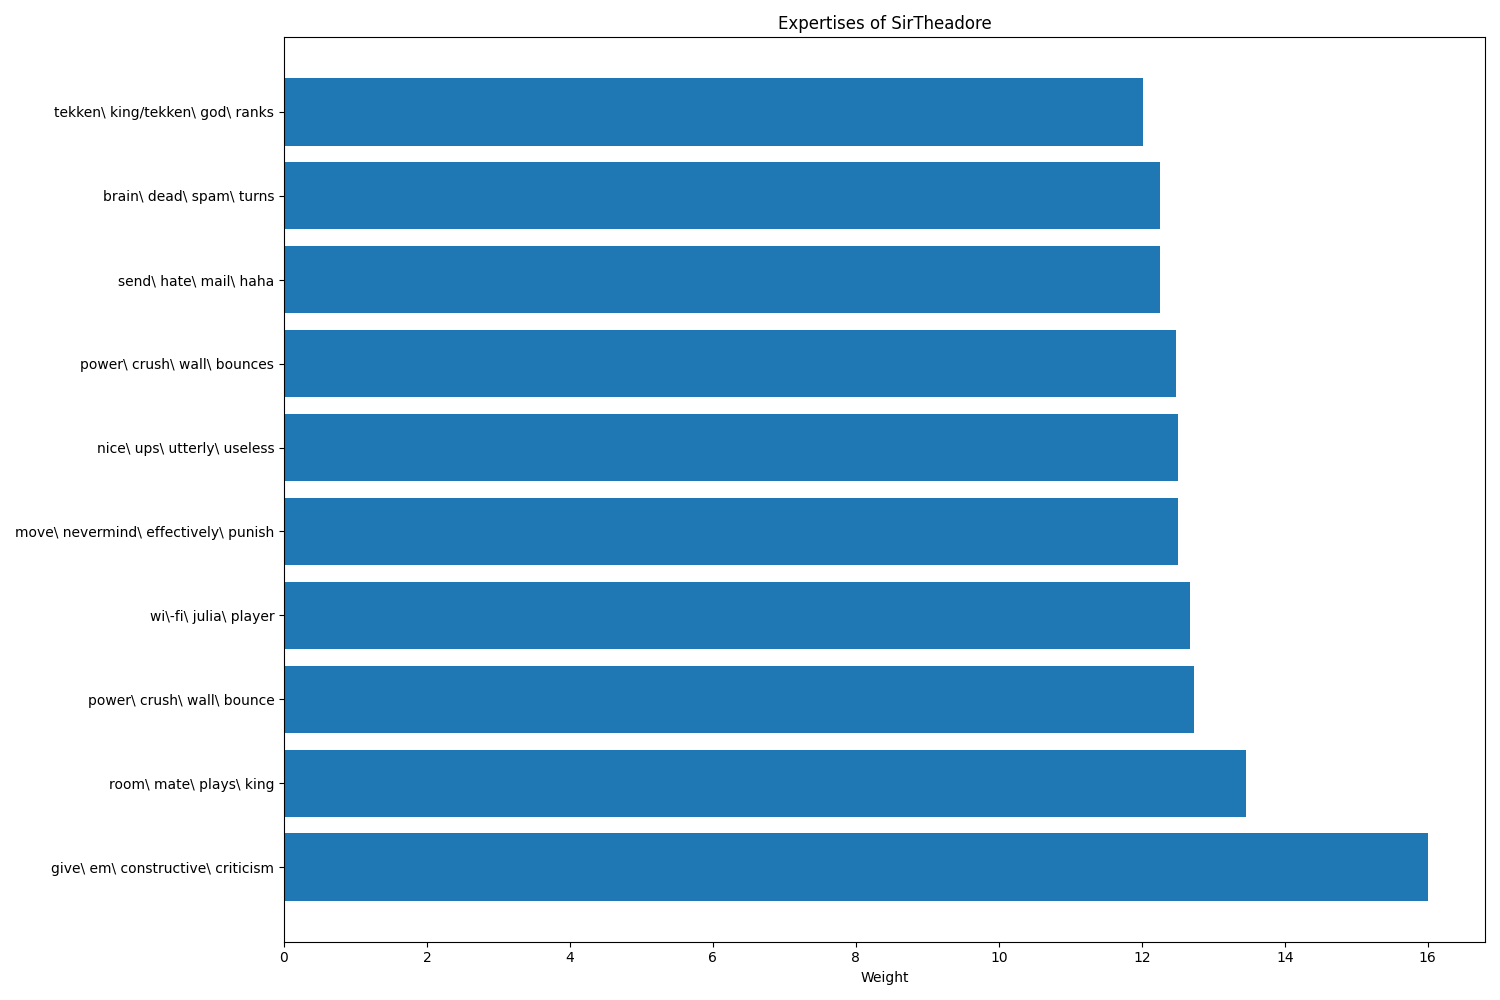 Expertises of SirTheadore
tekken\ king/tekken\ god\ ranks
brain\ dead\ spam\ turns
send\ hate\ mail\ haha
power\ crush\ wall\ bounces
nice\ ups\ utterly\ useless
move\ nevermind\ effectively\ punish
wi\-fi\ julia\ player
power\ crush\ wall\ bounce
room\ mate\ plays\ king
give\ em\ constructive\ criticism
0 2 4 6 8 10 12 14 16
Weight